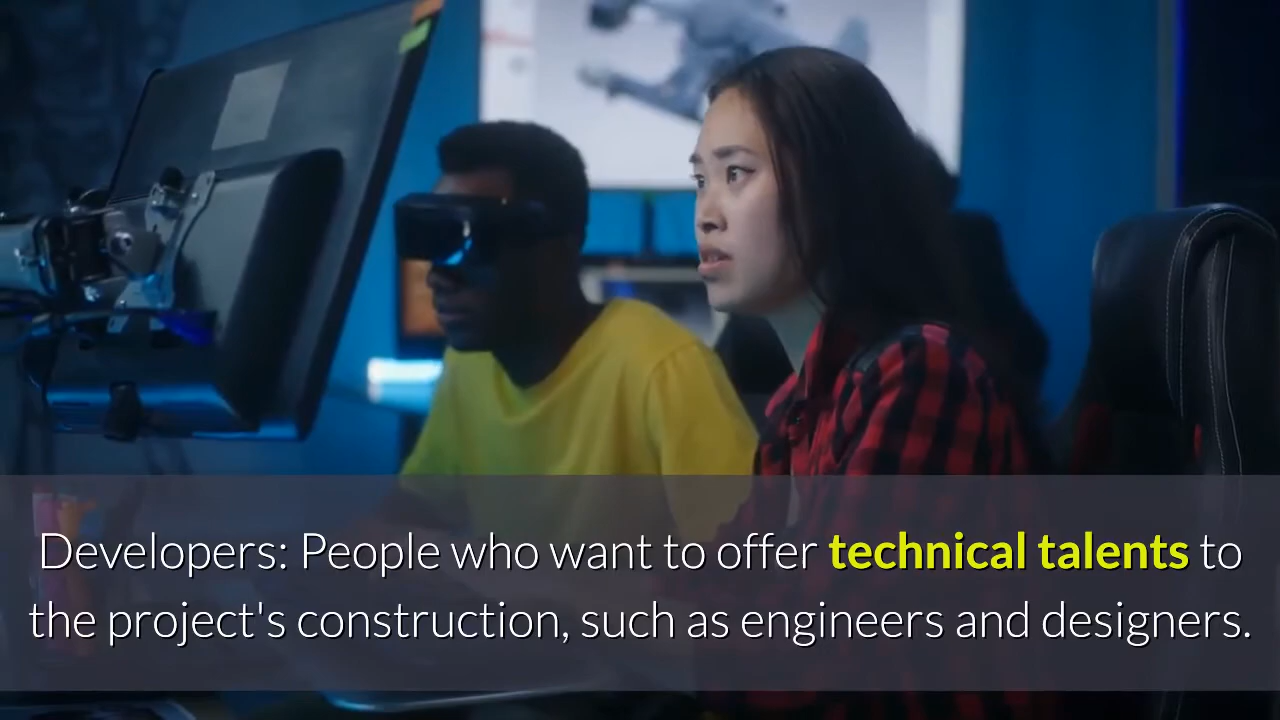 Developers: People who want to offer technical talents to
the project's construction, such as engineers and designers.